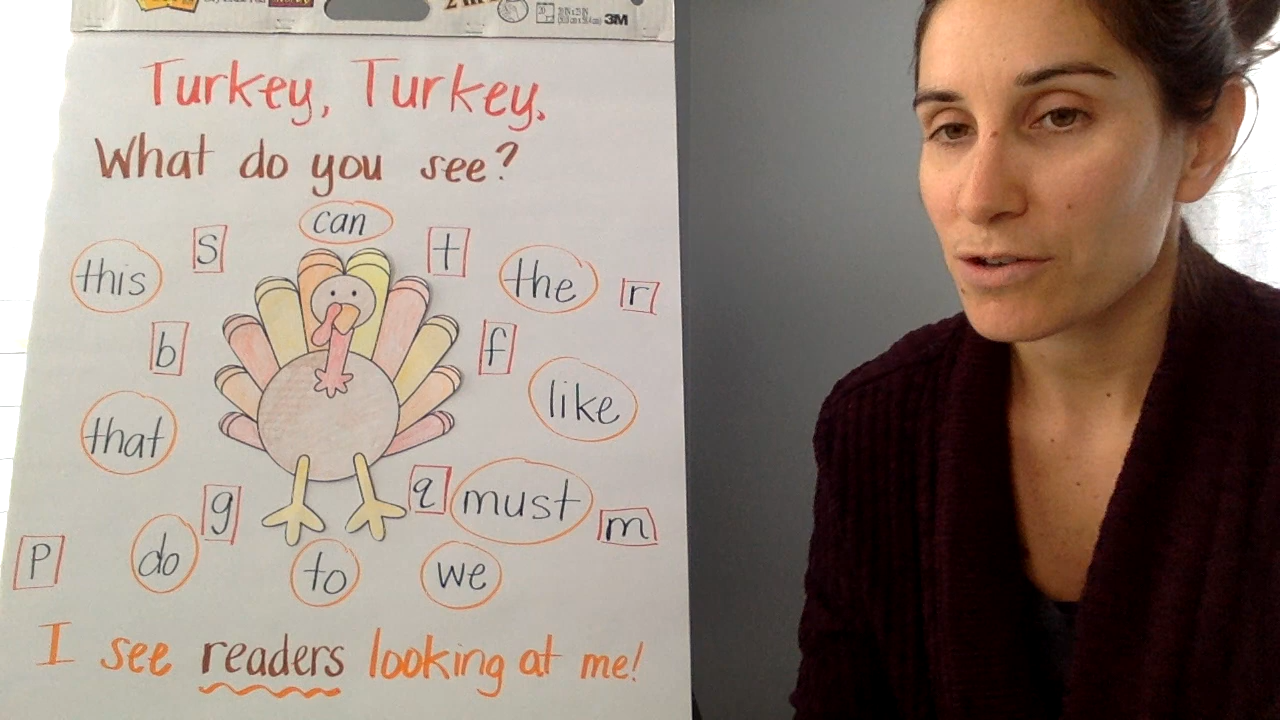 3M
Turkey, Turkey,
What do you see?
can
s
t
this
the
r
b
f
like
that
g
q
must
m
p
do
to
we
I see readers looking at me!